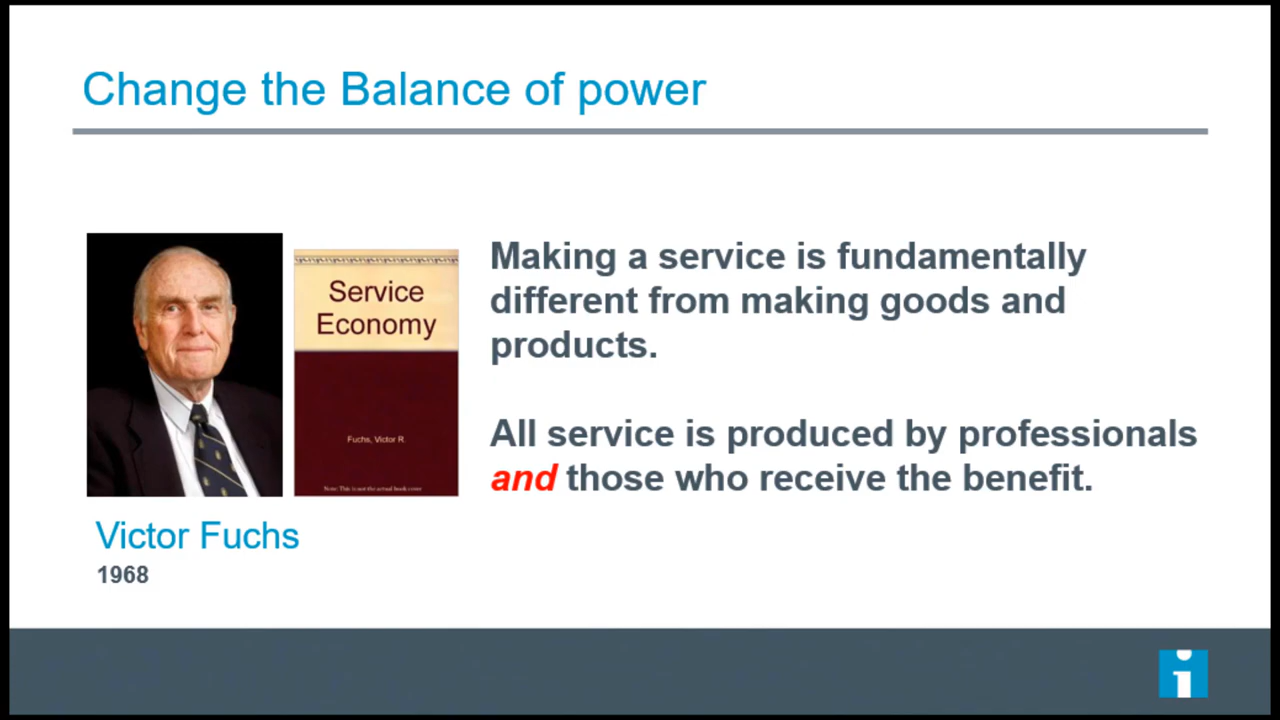 Change the Balance of power
Service
Economy
Fuchs, Victor R.
Note: This is not the actual book cover
Making a service is fundamentally
different from making goods and
products.
All service is produced by professionals
and those who receive the benefit.
Victor Fuchs
1968